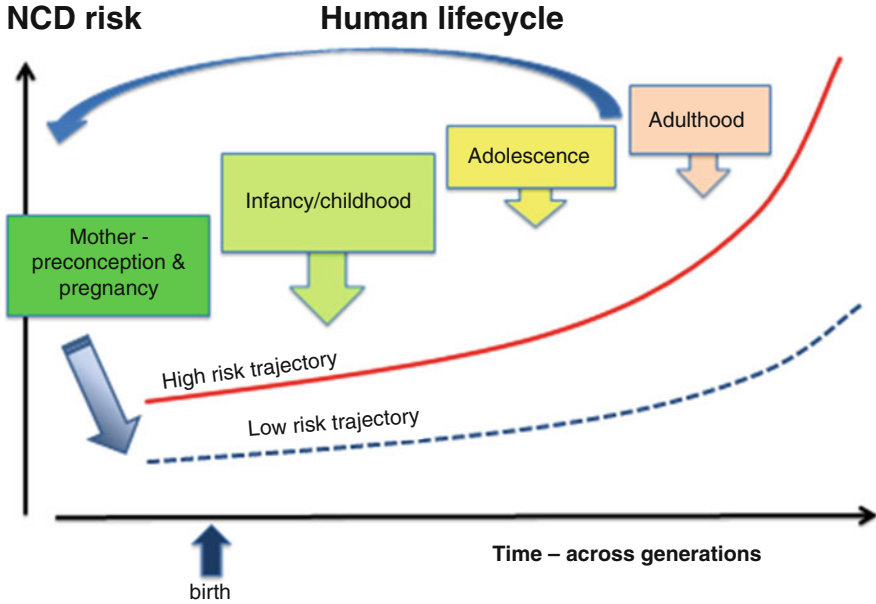 NCD risk
Human lifecycle
Adulthood
Adolescence
Infancy/childhood
Mother -
preconception &
pregnancy
High risk trajectory
Low risk trajectory
Time – across generations
birth